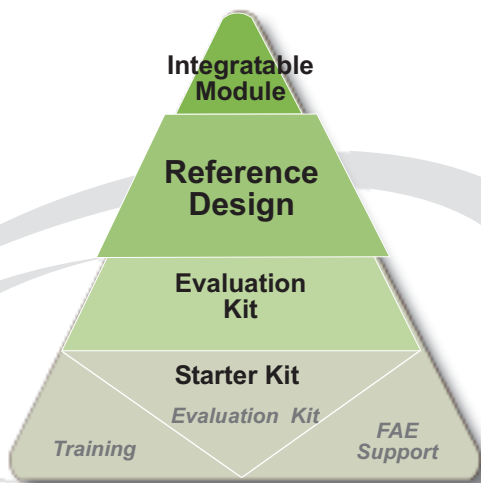 Integratable
Module
Reference
Design
Evaluation
Kit
Starter Kit
Evaluation Kit
Training
FAE
Support